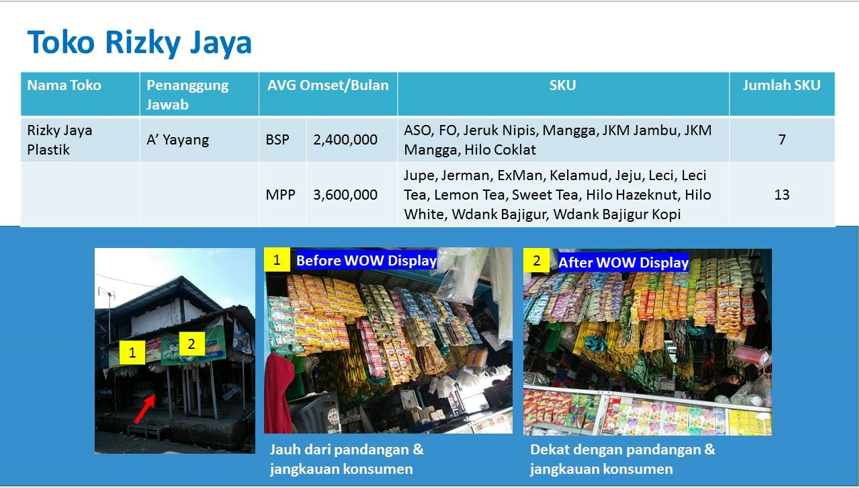 Toko Rizky Jaya
Nama Toko
Penanggung
Jawab
AVG Omset/Bulan
SKU
Jumlah SKU
Rizky Jaya
Plastik
A’ Yayang
BSP
2,400,000
ASO, FO, Jeruk Nipis, Mangga, JKM Jambu, JKM
Mangga, Hilo Coklat
7
MPP
3,600,000
Jupe, Jerman, ExMan, Kelamud, Jeju, Leci, Leci
Tea, Lemon Tea, Sweet Tea, Hilo Hazeknut, Hilo
White, Wdank Bajigur, Wdank Bajigur Kopi
13
1
2
1 Before WOW Display
2 After WOW Display
Jauh dari pandangan &
jangkauan konsumen
Dekat dengan pandangan &
jangkauan konsumen